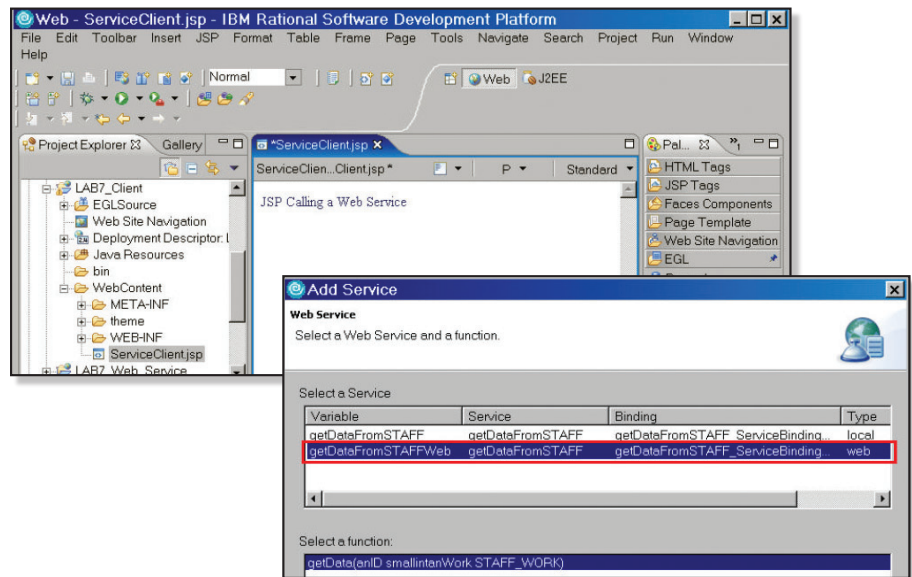 Web - ServiceClient.jsp - IBM Rational Software Development Platform
File Edit Toolbar Insert JSP Format Table Frame Page Tools Navigate Search Project Run Window
Help
Normal
Web J2EE
Project Explorer Gallery
*ServiceClient.jsp
Pal...
ServiceClien...Client.jsp *
P
Standard
LAB7_Client
EGLSource
Web Site Navigation
Deployment Descriptor:
Java Resources
bin
WebContent
META-INF
theme
WEB-INF
ServiceClient.jsp
LAB7_Web_Service
JSP Calling a Web Service
HTML Tags
JSP Tags
Faces Components
Page Template
Web Site Navigation
EGL
Add Service
Web Service
Select a Web Service and a function.
Select a Service
Variable Service Binding Type
getDataFromSTAFF getDataFromSTAFF getDataFromSTAFF_ServiceBinding... local
getDataFromSTAFFWeb getDataFromSTAFF getDataFromSTAFF_ServiceBinding... web
Select a function:
getData(anID smallintanWork STAFF_WORK)